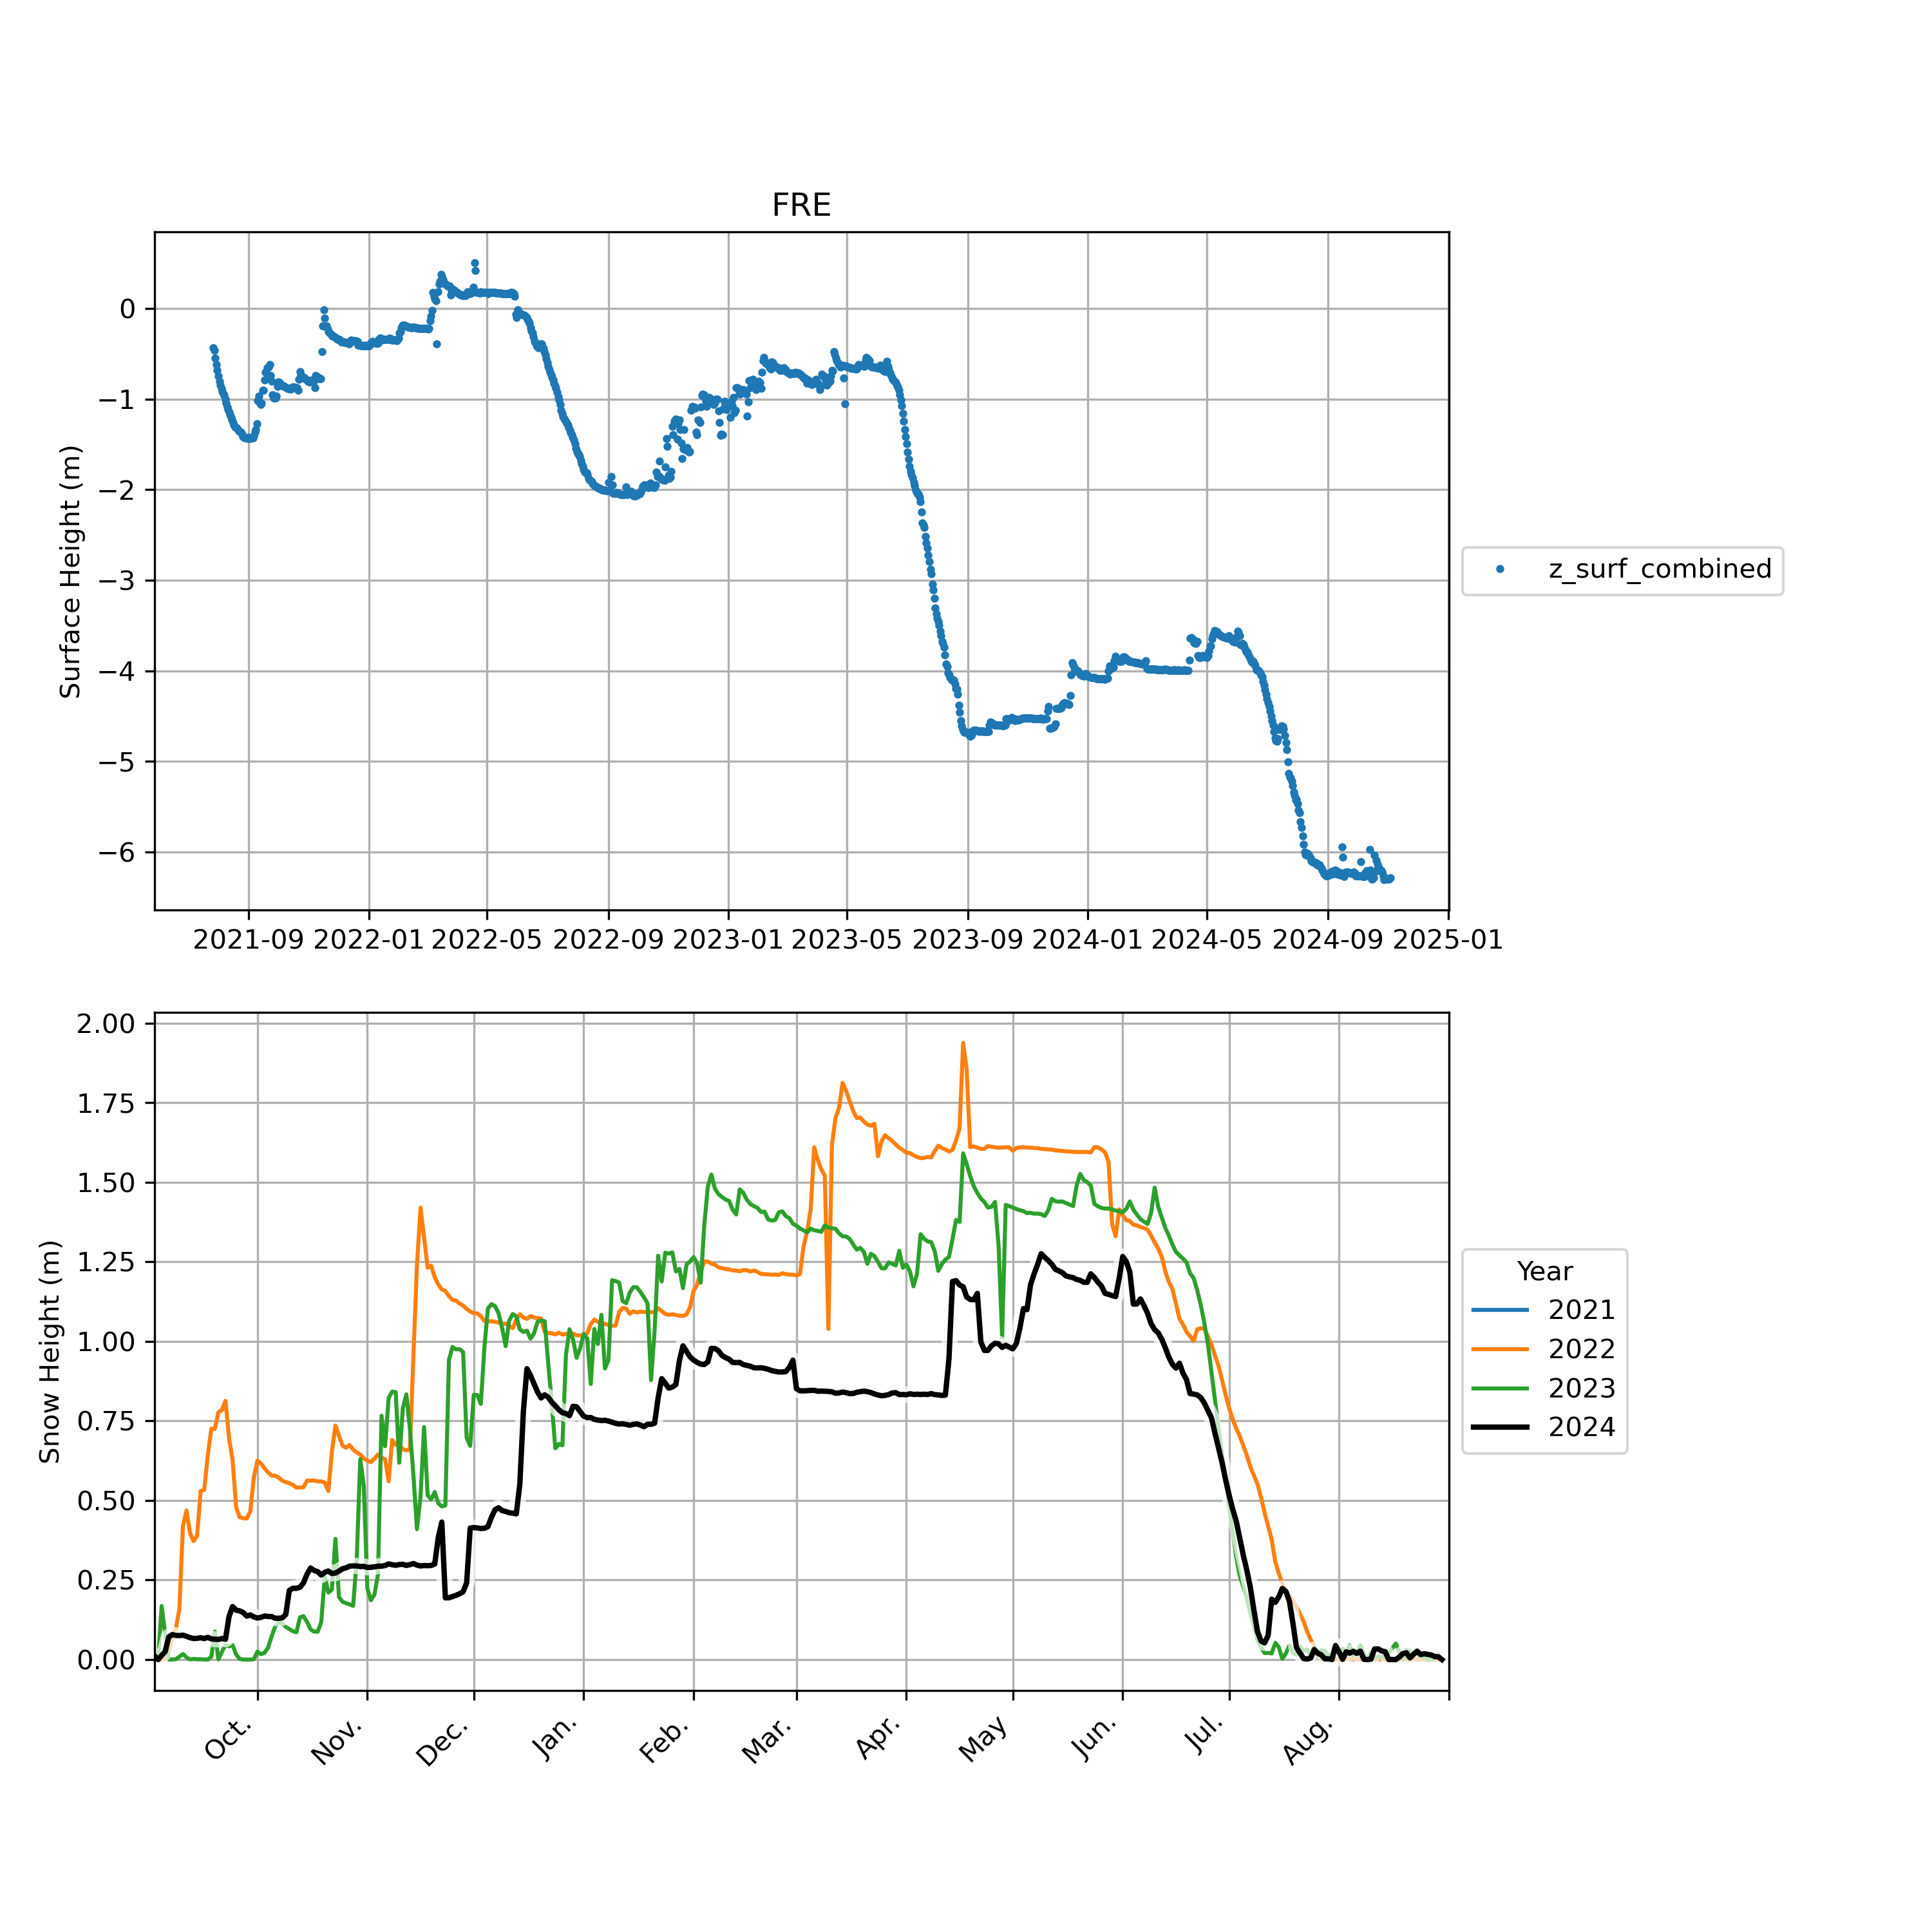 FRE
Surface Height (m)
0
−1
−2
−3
−4
−5
−6
2021-09 2022-01 2022-05 2022-09 2023-01 2023-05 2023-09 2024-01 2024-05 2024-09 2025-01
z_surf_combined
Snow Height (m)
2.00
1.75
1.50
1.25
1.00
0.75
0.50
0.25
0.00
Oct. Nov. Dec. Jan. Feb. Mar. Apr. May Jun. Jul. Aug.
Year
2021
2022
2023
2024